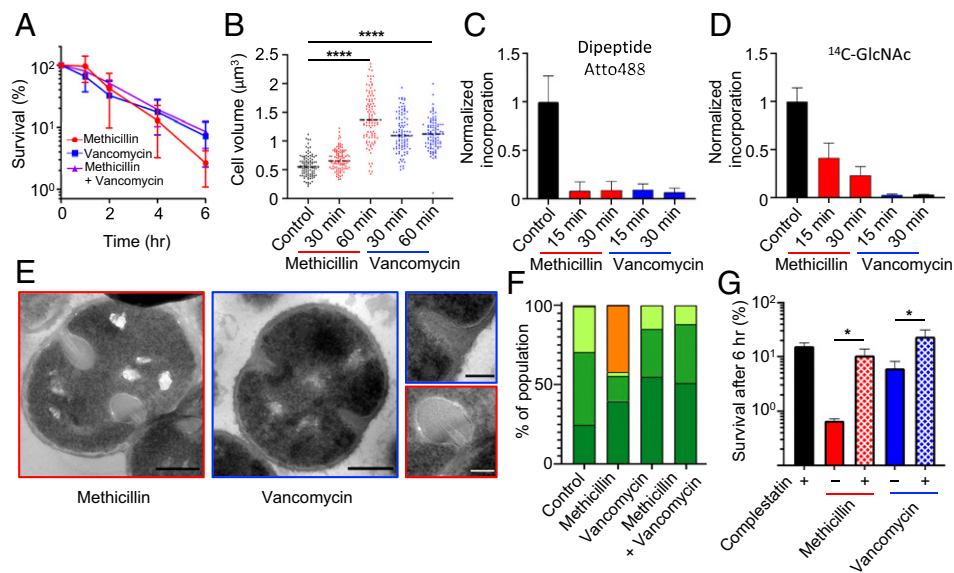 A
Survival (%)
10²
10¹
10⁰
Methicillin
Vancomycin
Methicillin
+ Vancomycin
0
2
4
6
Time (hr)
B
****
****
Cell volume (μm³)
2.5
2
1.5
1
0.5
0
Control
30 min
60 min
30 min
60 min
Methicillin
Vancomycin
C
Dipeptide
Atto488
Normalized
incorporation
1.5
1
0.5
0
Control
15 min
30 min
15 min
30 min
Methicillin
Vancomycin
D
¹⁴C-GlcNAc
Normalized
incorporation
1.5
1
0.5
0
Control
15 min
30 min
15 min
30 min
Methicillin
Vancomycin
E
Methicillin
Vancomycin
F
% of population
100
50
0
Control
Methicillin
Vancomycin
Methicillin
+ Vancomycin
G
Survival after 6 hr (%)
10²
10¹
10⁰
*
*
Complestatin
+
−
+
−
+
Methicillin
Vancomycin